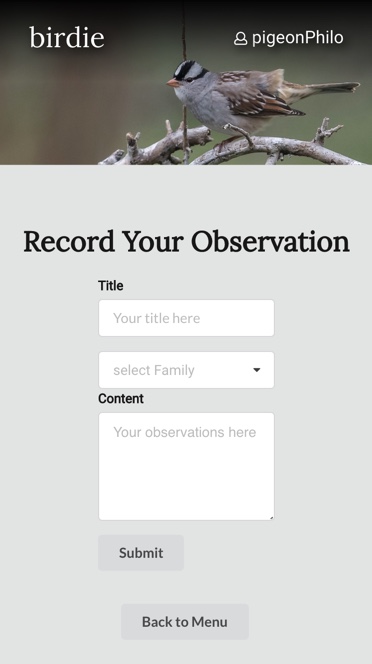 birdie
pigeonPhilo
Record Your Observation
Title
Your title here
select Family
Content
Your observations here
Submit
Back to Menu